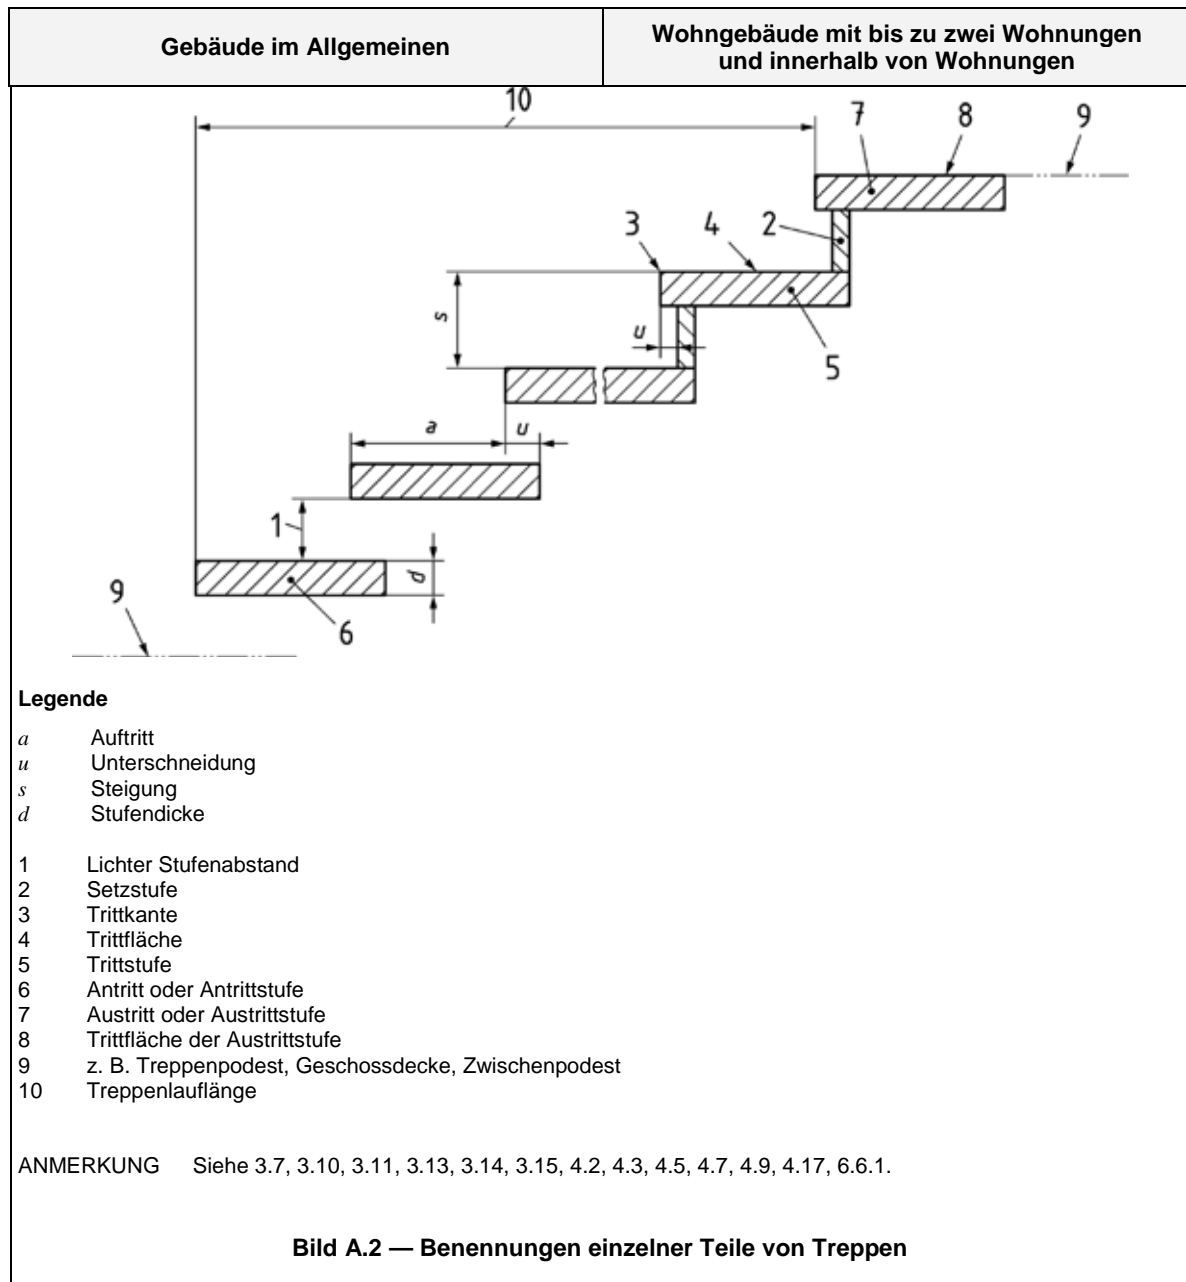 Gebäude im Allgemeinen
Wohngebäude mit bis zu zwei Wohnungen
und innerhalb von Wohnungen
10
7
8
9
3
4
2
s
u
5
a
u
1
d
9
6
Legende
a Auftritt
u Unterschneidung
s Steigung
d Stufendicke
1 Lichter Stufenabstand
2 Setzstufe
3 Trittkante
4 Trittfläche
5 Trittstufe
6 Antritt oder Antrittstufe
7 Austritt oder Austrittstufe
8 Trittfläche der Austrittstufe
9 z. B. Treppenpodest, Geschossdecke, Zwischenpodest
10 Treppenlauflänge
ANMERKUNG Siehe 3.7, 3.10, 3.11, 3.13, 3.14, 3.15, 4.2, 4.3, 4.5, 4.7, 4.9, 4.17, 6.6.1.
Bild A.2 — Benennungen einzelner Teile von Treppen